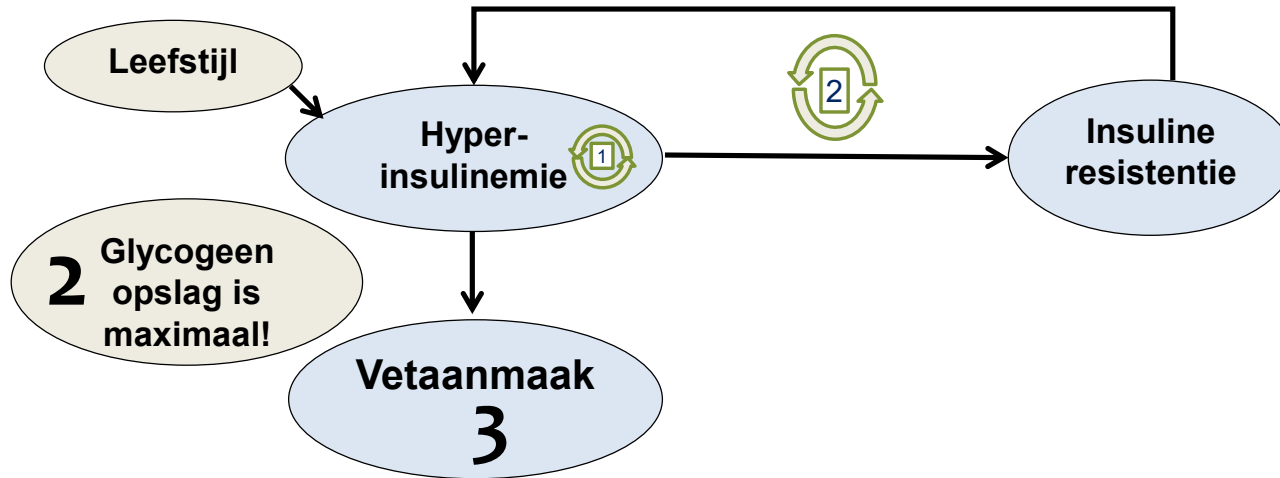 Leefstijl
Hyper-
insulinemie
1
2
Insuline
resistentie
2 Glycogeen
opslag is
maximaal!
Vetaanmaak
3